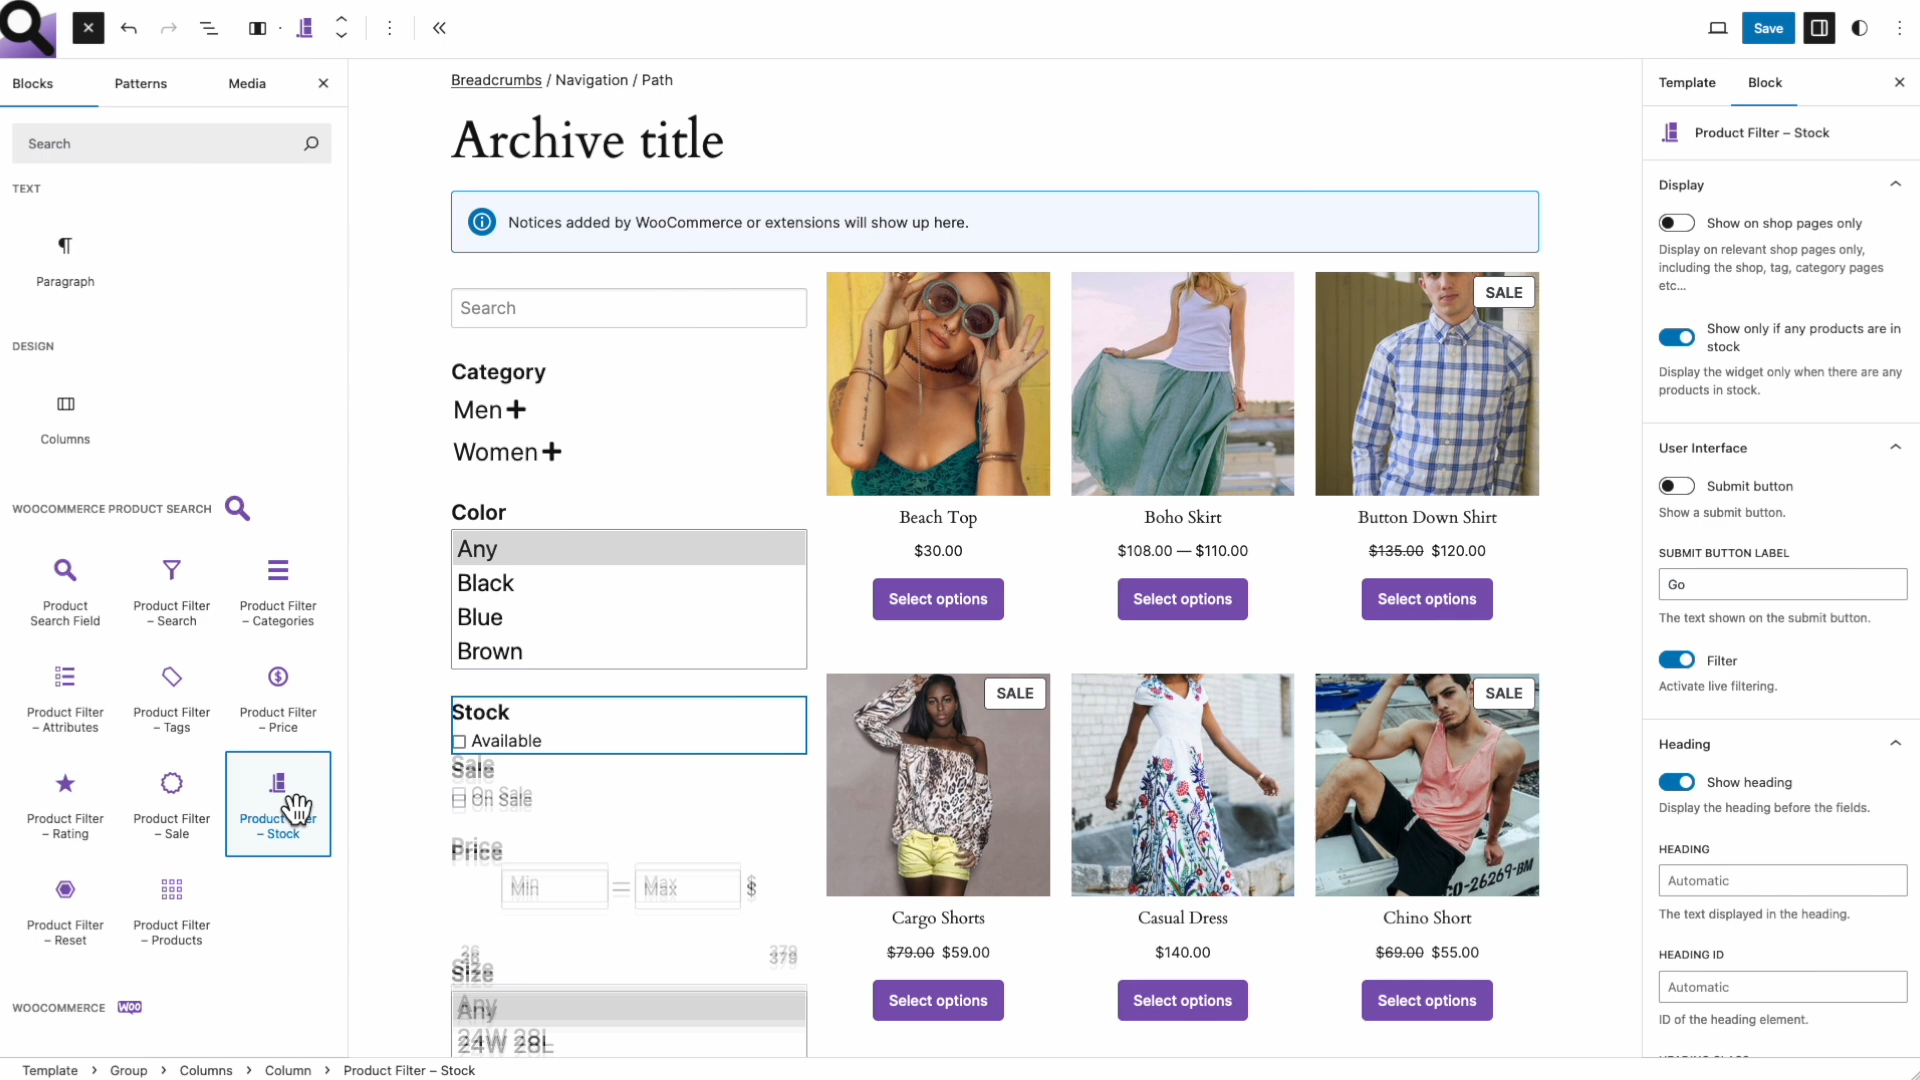 Save
Blocks
Patterns
Media
Search
TEXT
Paragraph
DESIGN
Columns
WOOCOMMERCE PRODUCT SEARCH
Product
Search Field
Product Filter
– Search
Product Filter
– Categories
Product Filter
– Attributes
Product Filter
– Tags
Product Filter
– Price
Product Filter
– Rating
Product Filter
– Sale
– Stock
Product Filter
– Reset
Product Filter
– Products
WOOCOMMERCE WOO
Breadcrumbs / Navigation / Path
Archive title
Notices added by WooCommerce or extensions will show up here.
Search
Category
Men
Women
Color
Any
Black
Blue
Brown
Stock
Available
Sale
On Sale
Price
Min
Max
$
26
379
Size
Any
24W 28L
Beach Top
$30.00
Select options
Boho Skirt
$108.00 — $110.00
Select options
SALE
Button Down Shirt
$135.00 $120.00
Select options
SALE
Cargo Shorts
$79.00 $59.00
Select options
Casual Dress
$140.00
Select options
SALE
CO-26269-BM
Chino Short
$69.00 $55.00
Select options
Template
Block
Product Filter – Stock
Display
Show on shop pages only
Display on relevant shop pages only,
including the shop, tag, category pages
etc...
Show only if any products are in
stock
Display the widget only when there are any
products in stock.
User Interface
Submit button
Show a submit button.
SUBMIT BUTTON LABEL
Go
The text shown on the submit button.
Filter
Activate live filtering.
Heading
Show heading
Display the heading before the fields.
HEADING
Automatic
The text displayed in the heading.
HEADING ID
Automatic
ID of the heading element.
Template > Group > Columns > Column > Product Filter – Stock